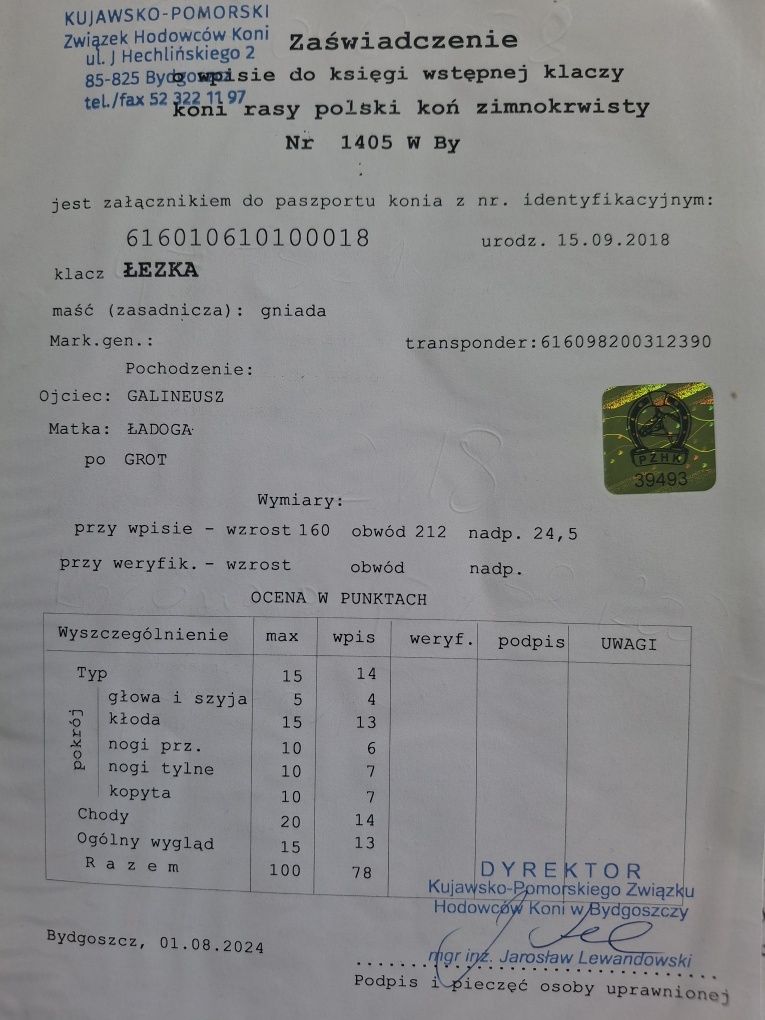 KUJAWSKO-POMORSKI
Związek Hodowców Koni
ul. J Hechlińskiego 2
85-825 Bydgoszcz
tel./fax 52 322 11 97
Zaświadczenie
o wpisie do księgi wstępnej klaczy
koni rasy polski koń zimnokrwisty
Nr 1405 W By
jest załącznikiem do paszportu konia z nr. identyfikacyjnym:
616010610100018 urodz. 15.09.2018
klacz ŁEZKA
maść (zasadnicza): gniada
Mark.gen.: transponder:616098200312390
Pochodzenie:
Ojciec: GALINEUSZ
Matka: ŁADOGA
po GROT
PZHK
39493
Wymiary:
przy wpisie - wzrost 160 obwód 212 nadp. 24,5
przy weryfik. - wzrost obwód nadp.
OCENA W PUNKTACH
Wyszczególnienie max wpis weryf. podpis UWAGI
Typ 15 14
pokrój
głowa i szyja 5 4
kłoda 15 13
nogi prz. 10 6
nogi tylne 10 7
kopyta 10 7
Chody 20 14
Ogólny wygląd 15 13
R a z e m 100 78
DYREKTOR
Kujawsko-Pomorskiego Związku
Hodowców Koni w Bydgoszczy
mgr inż. Jarosław Lewandowski
Bydgoszcz, 01.08.2024
Podpis i pieczęć osoby uprawnionej